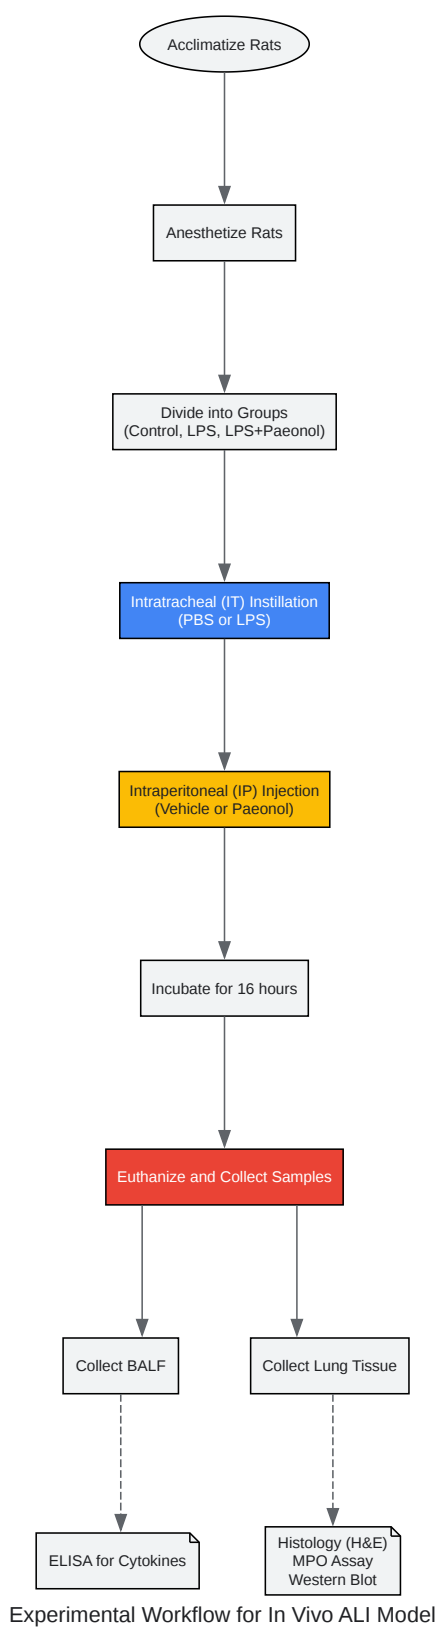 Acclimatize Rats
Anesthetize Rats
Divide into Groups
(Control, LPS, LPS+Paeonol)
Intratracheal (IT) Instillation
(PBS or LPS)
Intraperitoneal (IP) Injection
(Vehicle or Paeonol)
Incubate for 16 hours
Euthanize and Collect Samples
Collect BALF
Collect Lung Tissue
ELISA for Cytokines
Histology (H&E)
MPO Assay
Western Blot
Experimental Workflow for In Vivo ALI Model